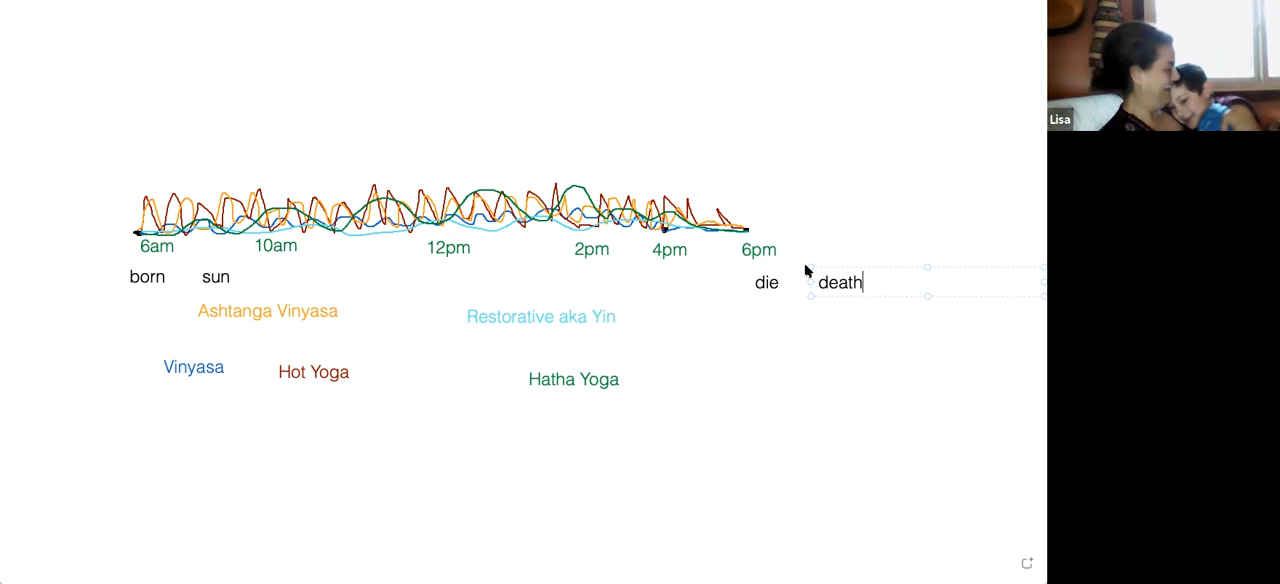 Lisa
6am 10am 12pm 2pm 4pm 6pm
born sun die death
Ashtanga Vinyasa Restorative aka Yin
Vinyasa Hot Yoga Hatha Yoga